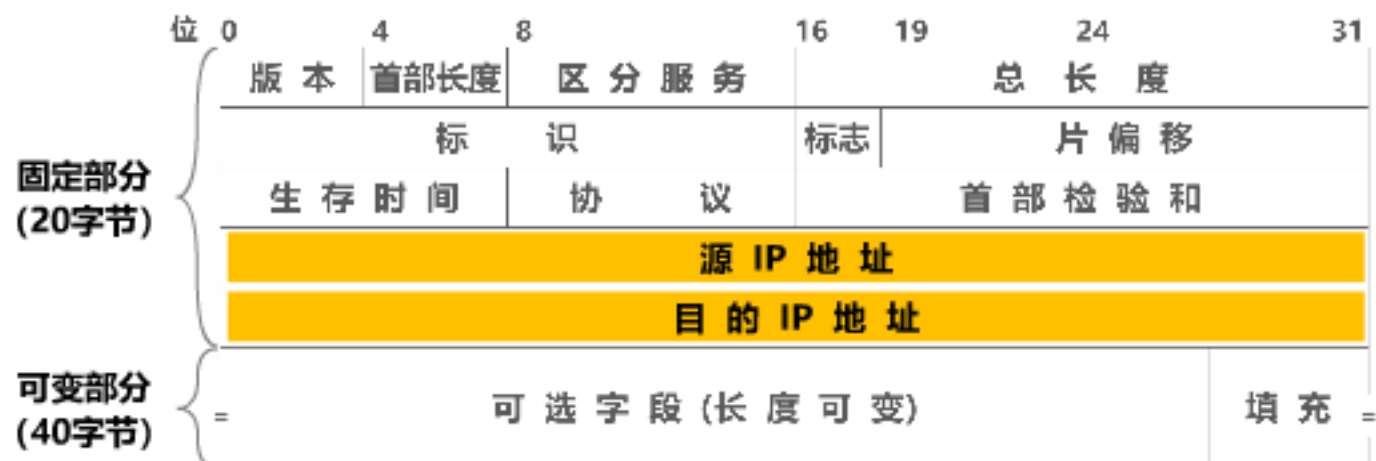 位 0 4 8 16 19 24 31
版 本 首部长度 区 分 服 务 总 长 度
标 识 标志 片 偏 移
固定部分
(20字节)
生 存 时 间 协 议 首 部 检 验 和
源 IP 地 址
目 的 IP 地 址
可变部分
(40字节)
= 可 选 字 段 (长 度 可 变) 填 充 =